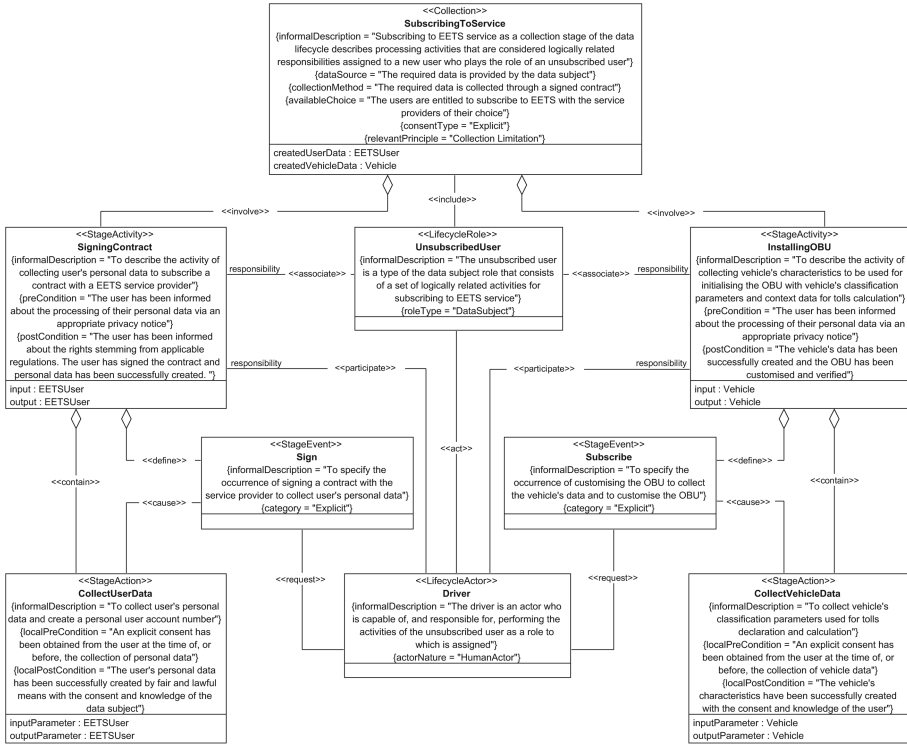 <<Collection>>
SubscribingToService
{informalDescription = "Subscribing to EETS service as a collection stage of the data
lifecycle describes processing activities that are considered logically related
responsibilities assigned to a new user who plays the role of an unsubscribed user"}
{dataSource = "The required data is provided by the data subject"}
{collectionMethod = "The required data is collected through a signed contract"}
{availableChoice = "The users are entitled to subscribe to EETS with the service
providers of their choice"}
{consentType = "Explicit"}
{relevantPrinciple = "Collection Limitation"}
createdUserData : EETSUser
createdVehicleData : Vehicle
<<involve>>
<<include>>
<<involve>>
<<StageActivity>>
SigningContract
{informalDescription = "To describe the activity of
collecting user's personal data to subscribe a
contract with a EETS service provider"}
{preCondition = "The user has been informed
about the processing of their personal data via an
appropriate privacy notice"}
{postCondition = "The user has been informed
about the rights stemming from applicable
regulations. The user has signed the contract and
personal data has been successfully created. "}
input : EETSUser
output : EETSUser
responsibility
<<associate>>
<<LifecycleRole>>
UnsubscribedUser
{informalDescription = "The unsubscribed user
is a type of the data subject role that consists
of a set of logically related activities for
subscribing to EETS service"}
{roleType = "DataSubject"}
<<associate>>
responsibility
<<StageActivity>>
InstallingOBU
{informalDescription = "To describe the activity of
collecting vehicle's characteristics to be used for
initialising the OBU with vehicle's classification
parameters and context data for tolls calculation"}
{preCondition = "The user has been informed
about the processing of their personal data via an
appropriate privacy notice"}
{postCondition = "The vehicle's data has been
successfully created and the OBU has been
customised and verified"}
input : Vehicle
output : Vehicle
responsibility
<<participate>>
<<participate>>
responsibility
<<contain>>
<<define>>
<<cause>>
<<StageEvent>>
Sign
{informalDescription = "To specify the
occurrence of signing a contract with the
service provider to collect user's personal data"}
{category = "Explicit"}
<<act>>
<<StageEvent>>
Subscribe
{informalDescription = "To specify the
occurrence of customising the OBU to collect
the vehicle's data and to customise the OBU"}
{category = "Explicit"}
<<define>>
<<cause>>
<<contain>>
<<request>>
<<request>>
<<StageAction>>
CollectUserData
{informalDescription = "To collect user's personal
data and create a personal user account number"}
{localPreCondition = "An explicit consent has
been obtained from the user at the time of, or
before, the collection of personal data"}
{localPostCondition = "The user's personal data
has been successfully created by fair and lawful
means with the consent and knowledge of the
data subject"}
inputParameter : EETSUser
outputParameter : EETSUser
<<LifecycleActor>>
Driver
{informalDescription = "The driver is an actor who
is capable of, and responsible for, performing the
activities of the unsubscribed user as a role to
which is assigned"}
{actorNature = "HumanActor"}
<<StageAction>>
CollectVehicleData
{informalDescription = "To collect vehicle's
classification parameters used for tolls
declaration and calculation"}
{localPreCondition = "An explicit consent has
been obtained from the user at the time of, or
before, the collection of vehicle data"}
{localPostCondition = "The vehicle's
characteristics have been successfully created
with the consent and knowledge of the user"}
inputParameter : Vehicle
outputParameter : Vehicle